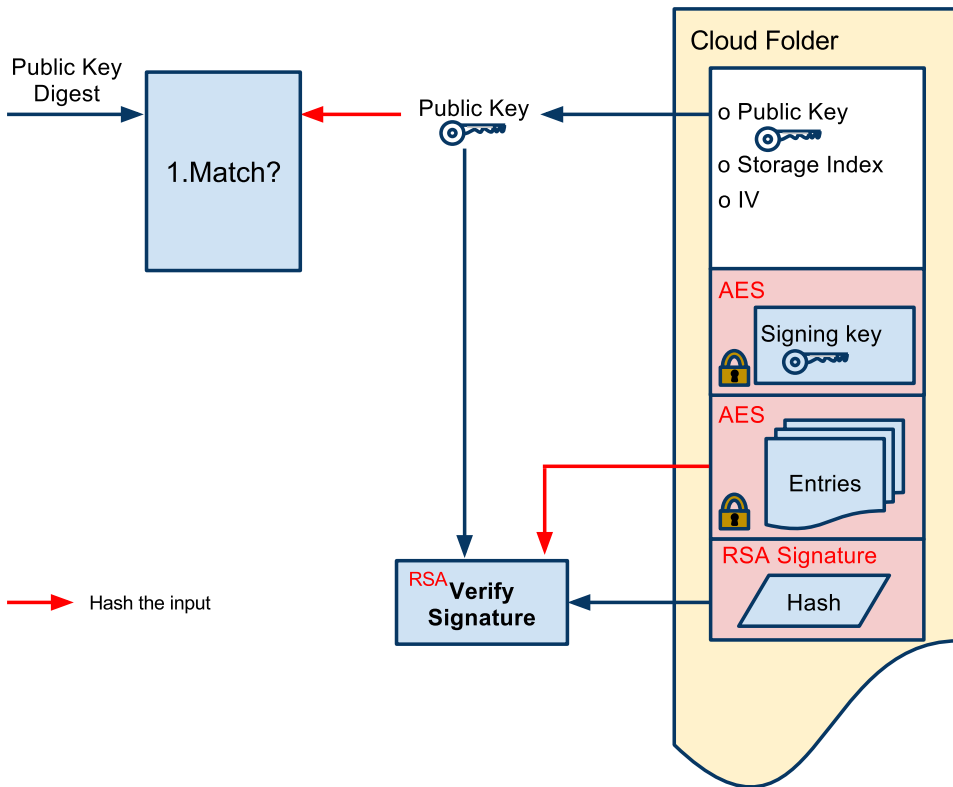 Cloud Folder
Public Key
Digest
1.Match?
Public Key
o Public Key
o Storage Index
o IV
AES
Signing key
AES
Entries
RSA Signature
Hash
RSA
Verify
Signature
Hash the input